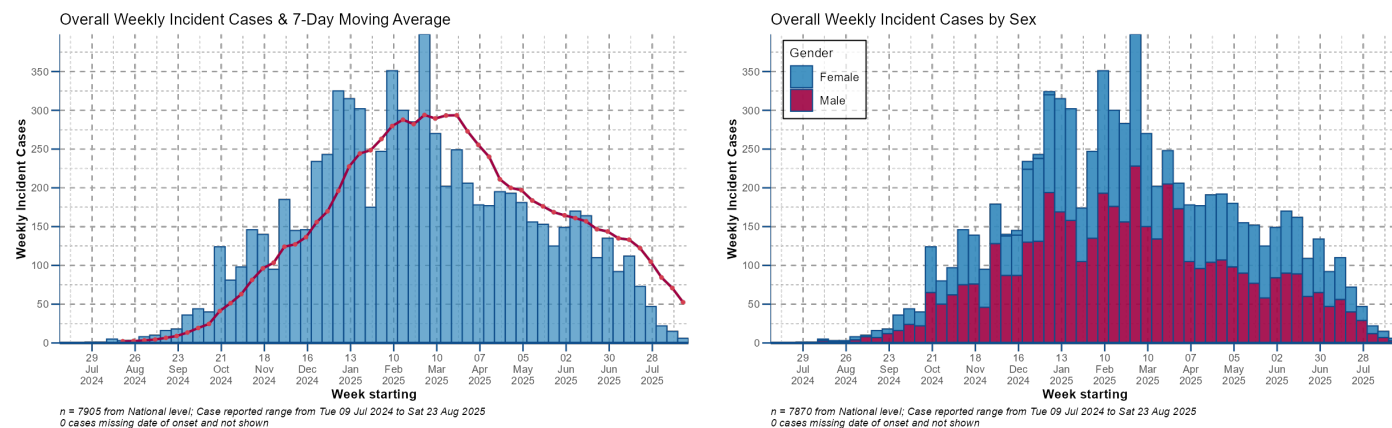 Overall Weekly Incident Cases & 7-Day Moving Average
Weekly Incident Cases
350
300
250
200
150
100
50
0
29 26 23 21 18 16 13 10 10 07 05 02 30 28
Jul Aug Sep Oct Nov Dec Jan Feb Mar Apr May Jun Jun Jul
2024 2024 2024 2024 2024 2024 2025 2025 2025 2025 2025 2025 2025 2025
Week starting
n = 7905 from National level; Case reported range from Tue 09 Jul 2024 to Sat 23 Aug 2025
0 cases missing date of onset and not shown
Overall Weekly Incident Cases by Sex
Gender
Female
Male
Weekly Incident Cases
350
300
250
200
150
100
50
0
29 26 23 21 18 16 13 10 10 07 05 02 30 28
Jul Aug Sep Oct Nov Dec Jan Feb Mar Apr May Jun Jun Jul
2024 2024 2024 2024 2024 2024 2025 2025 2025 2025 2025 2025 2025 2025
Week starting
n = 7870 from National level; Case reported range from Tue 09 Jul 2024 to Sat 23 Aug 2025
0 cases missing date of onset and not shown